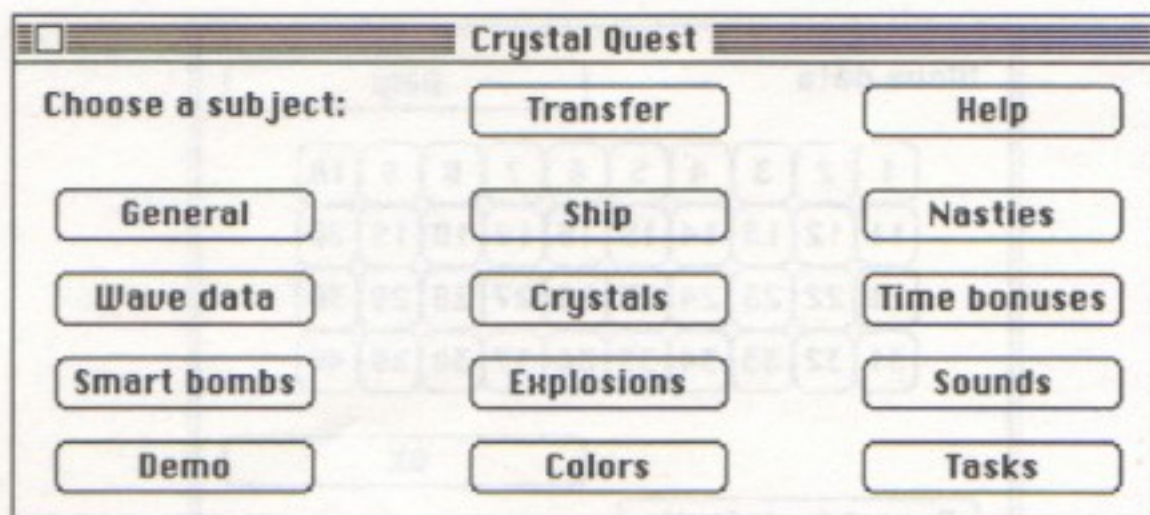 Crystal Quest
Choose a subject: Transfer Help
General Ship Nasties
Wave data Crystals Time bonuses
Smart bombs Explosions Sounds
Demo Colors Tasks